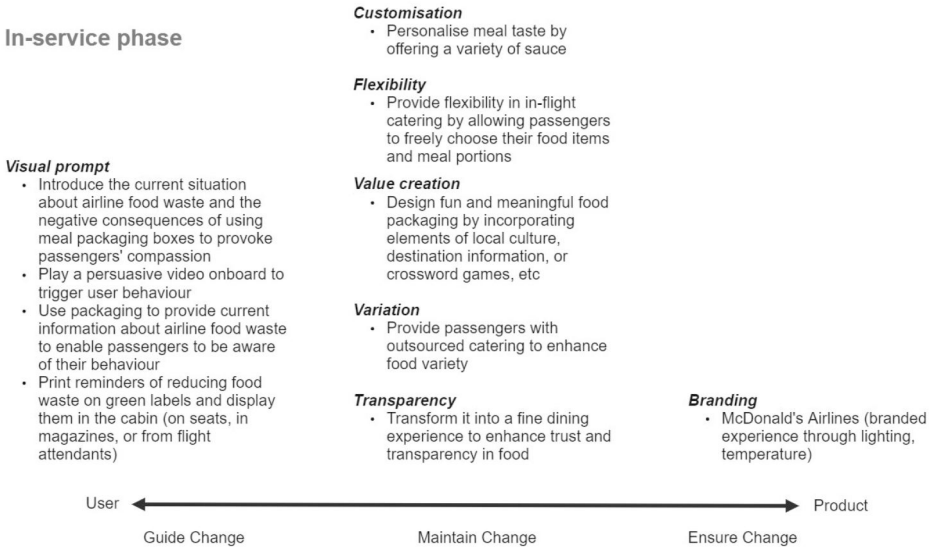 In-service phase
Visual prompt
• Introduce the current situation
about airline food waste and the
negative consequences of using
meal packaging boxes to provoke
passengers' compassion
• Play a persuasive video onboard to
trigger user behaviour
• Use packaging to provide current
information about airline food waste
to enable passengers to be aware
of their behaviour
• Print reminders of reducing food
waste on green labels and display
them in the cabin (on seats, in
magazines, or from flight
attendants)
Customisation
• Personalise meal taste by
offering a variety of sauce
Flexibility
• Provide flexibility in in-flight
catering by allowing passengers
to freely choose their food items
and meal portions
Value creation
• Design fun and meaningful food
packaging by incorporating
elements of local culture,
destination information, or
crossword games, etc
Variation
• Provide passengers with
outsourced catering to enhance
food variety
Transparency
• Transform it into a fine dining
experience to enhance trust and
transparency in food
Branding
• McDonald's Airlines (branded
experience through lighting,
temperature)
User
Product
Guide Change
Maintain Change
Ensure Change